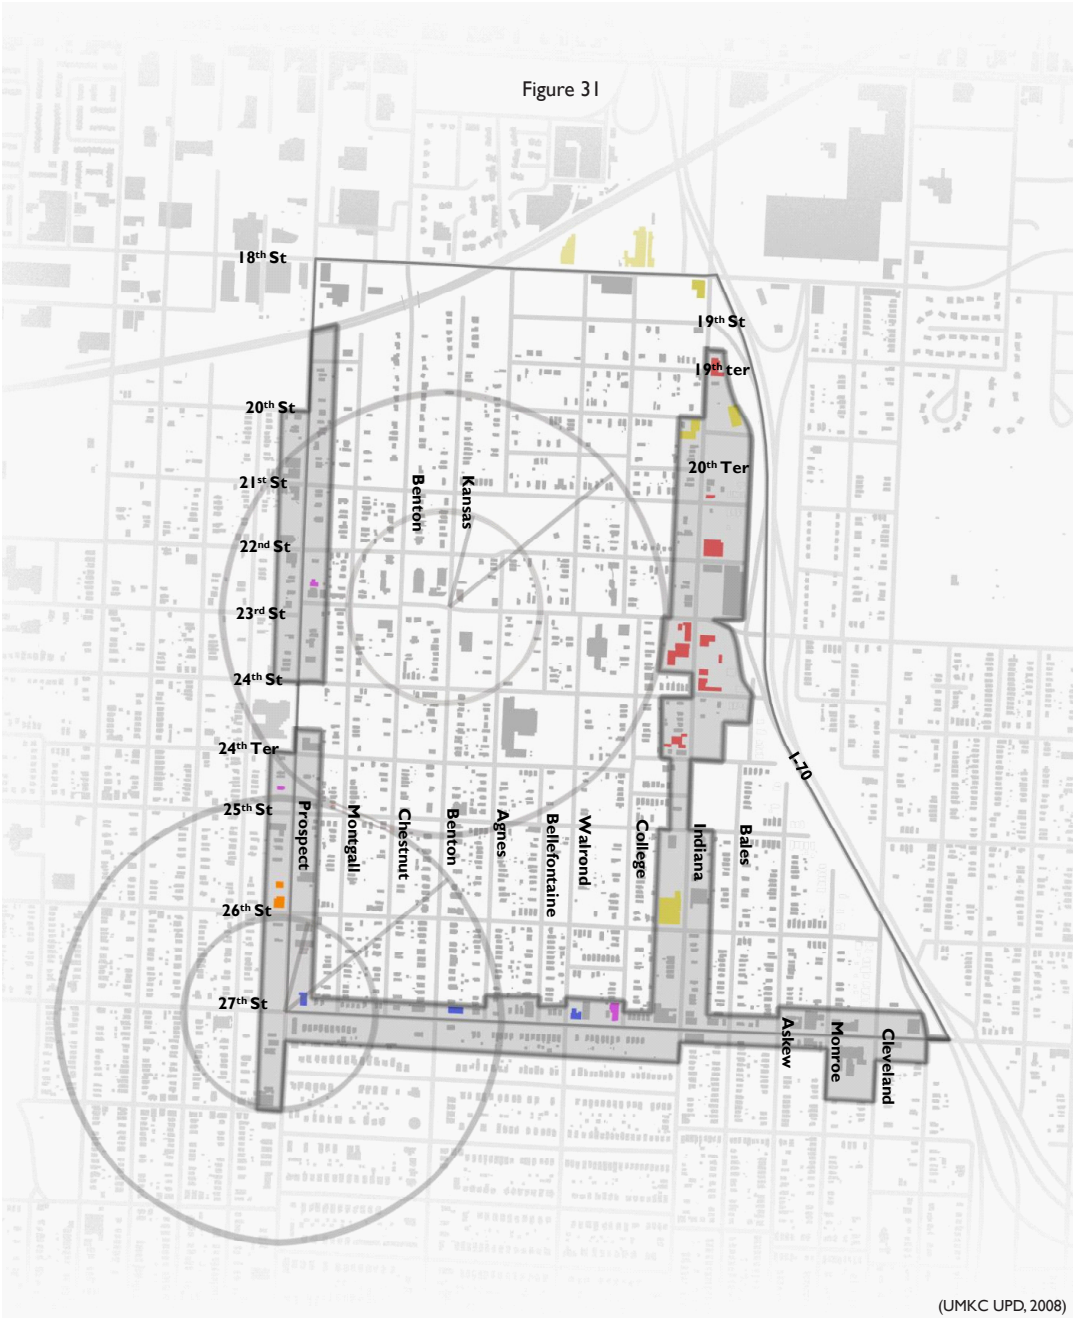 Figure 31
18th St
19th St
19th ter
20th St
20th Ter
21st St
Benton
Kansas
22nd St
23rd St
24th St
24th Ter
I-70
25th St
Prospect
Montgall
Chestnut
Benton
Agnes
Bellefontaine
Walrond
College
Indiana
Bales
26th St
27th St
Askew
Monroe
Cleveland
(UMKC UPD, 2008)